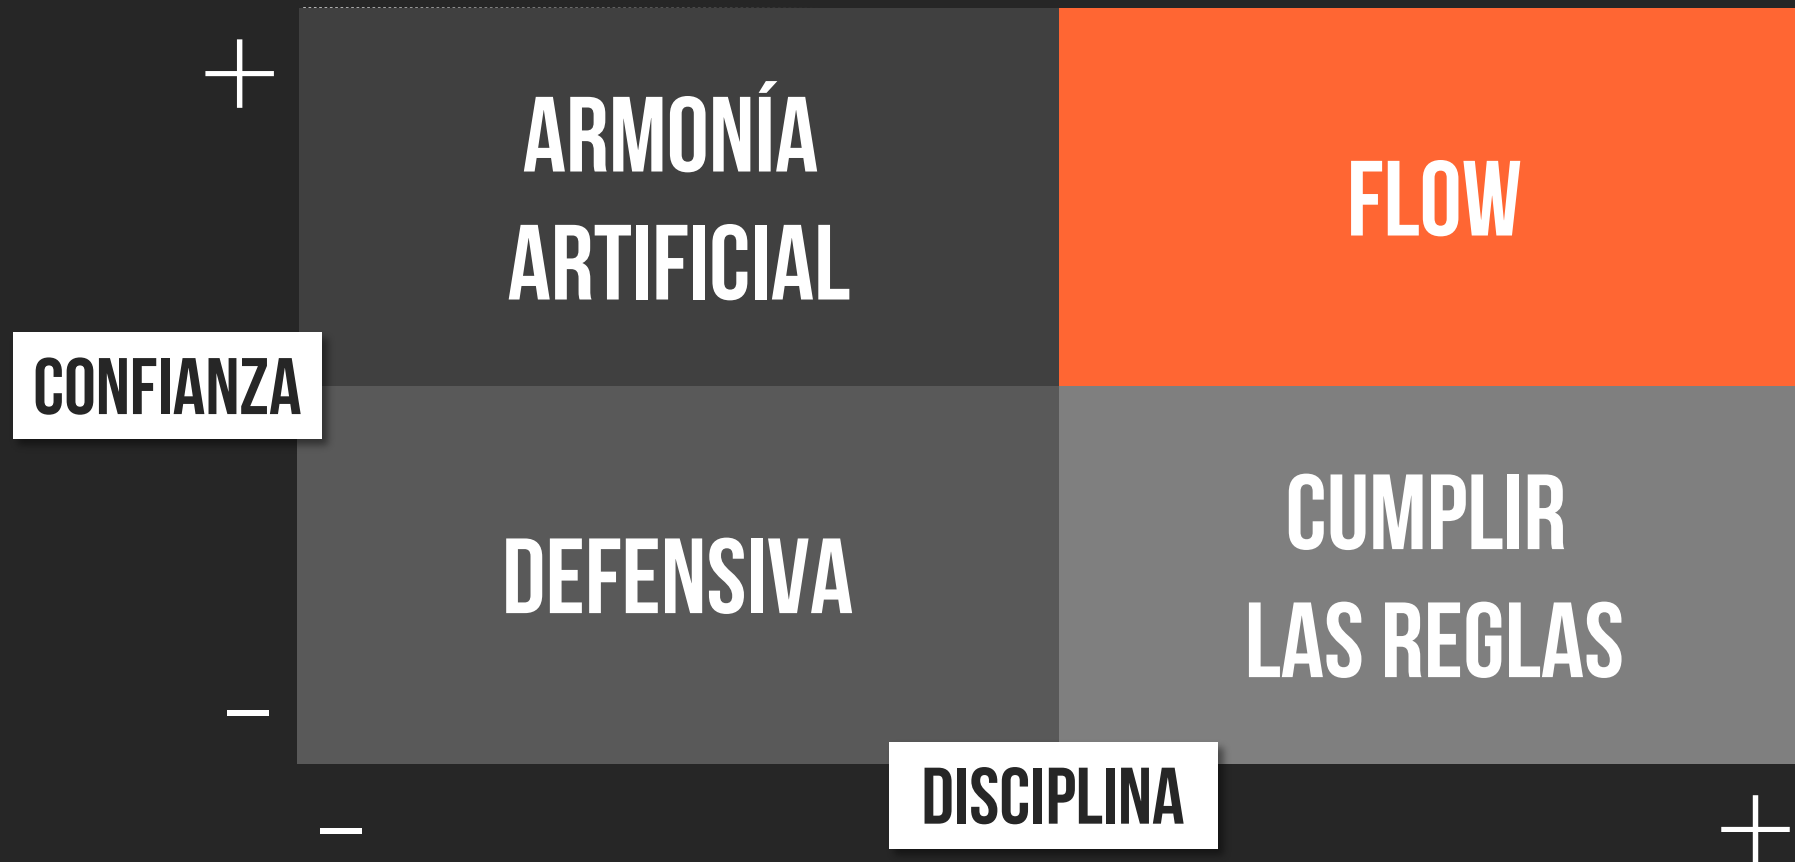 +
ARMONÍA
ARTIFICIAL
FLOW
CONFIANZA
DEFENSIVA
CUMPLIR
LAS REGLAS
–
DISCIPLINA
–
+